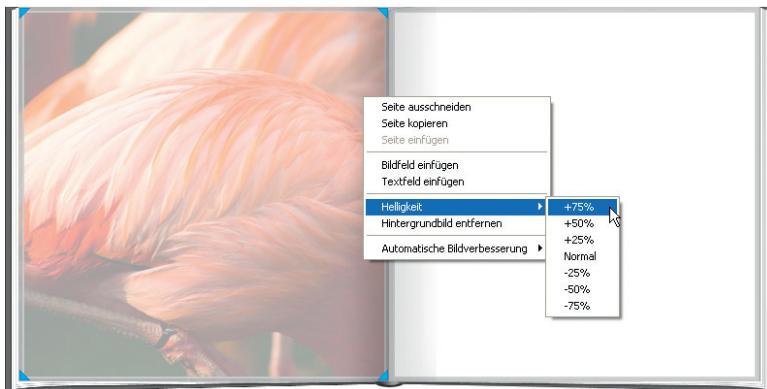 Seite ausschneiden
Seite kopieren
Seite einfügen
Bildfeld einfügen
Textfeld einfügen
Helligkeit
Hintergrundbild entfernen
Automatische Bildverbesserung
+75%
+50%
+25%
Normal
-25%
-50%
-75%